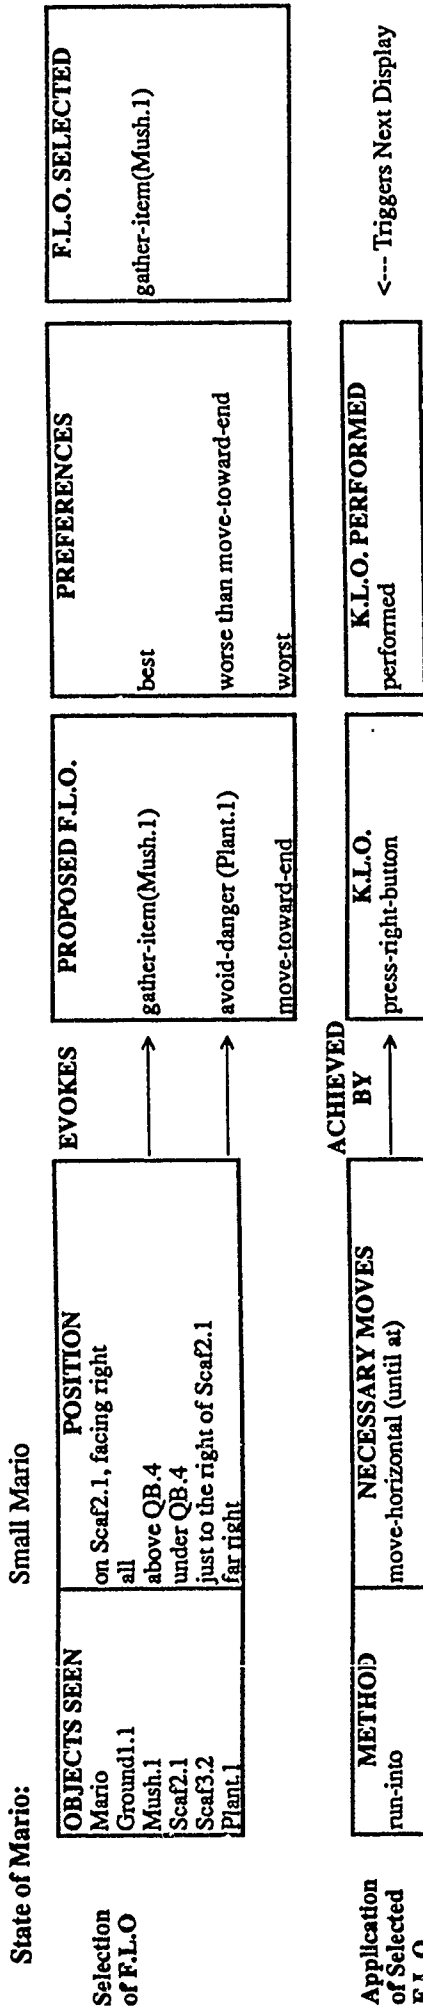 State of Mario: Small Mario
Selection of F.L.O
OBJECTS SEEN
Mario
Ground1.1
Mush.1
Scaf2.1
Scaf3.2
Plant.1
POSITION
on Scaf2.1, facing right
all
above QB.4
under QB.4
just to the right of Scaf2.1
far right
EVOKES
PROPOSED F.L.O.
gather-item(Mush.1)
avoid-danger (Plant.1)
move-toward-end
PREFERENCES
best
worse than move-toward-end
worst
F.L.O. SELECTED
gather-item(Mush.1)
Application
of Selected
F.L.O
METHOD
run-into
NECESSARY MOVES
move-horizontal (until at)
ACHIEVED
BY
K.L.O.
press-right-button
K.L.O. PERFORMED
performed
<--- Triggers Next Display